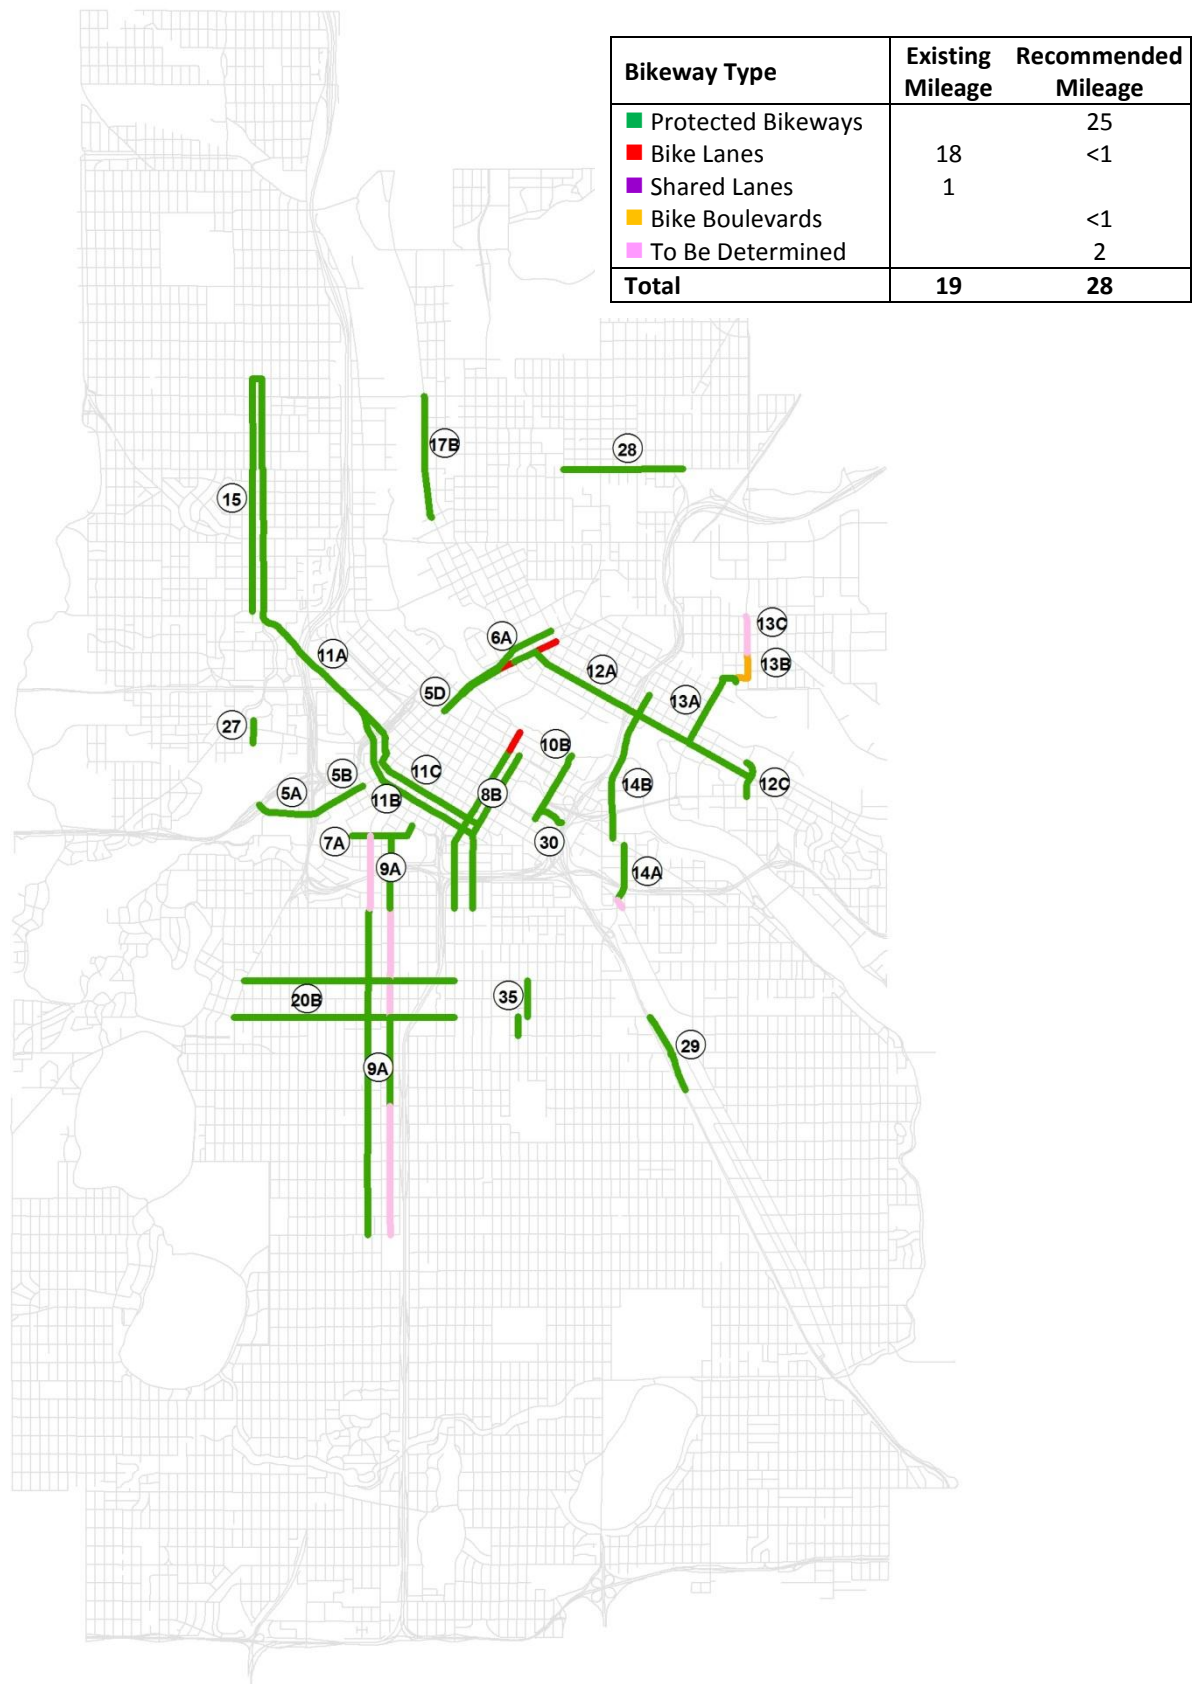 Bikeway Type Existing Mileage Recommended Mileage
Protected Bikeways 25
Bike Lanes 18 <1
Shared Lanes 1
Bike Boulevards <1
To Be Determined 2
Total 19 28
17B
28
15
6A
13C
11A
12A
13B
5D
13A
27
10B
5B
11C
14B
12C
5A
11B
8B
7A
30
9A
14A
20B
35
29
9A